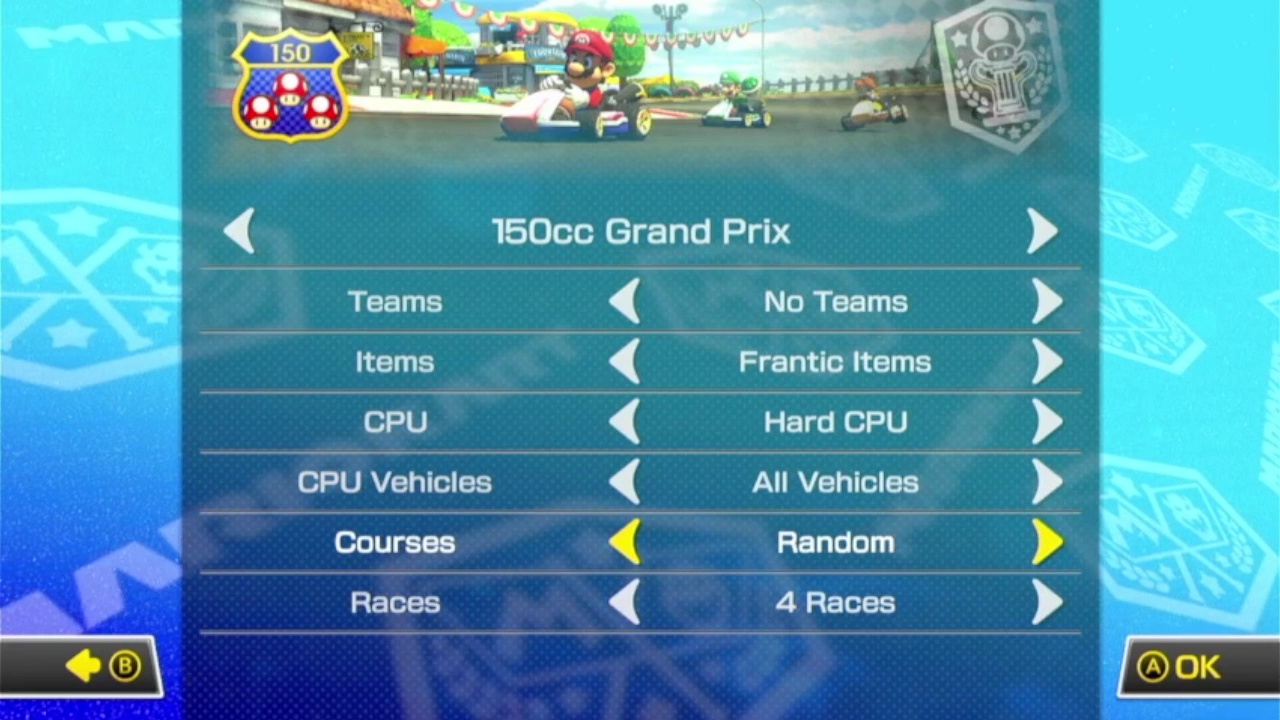 150
150cc Grand Prix
Teams No Teams
Items Frantic Items
CPU Hard CPU
CPU Vehicles All Vehicles
Courses Random
Races 4 Races
B
A OK